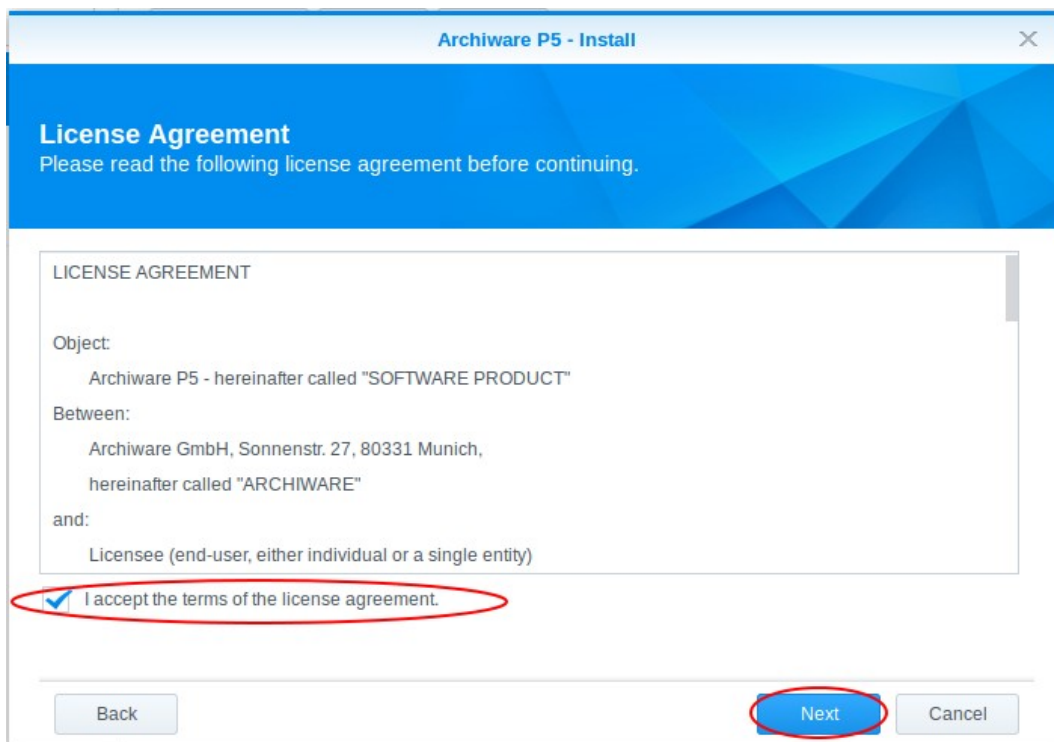 Archiware P5 - Install
License Agreement
Please read the following license agreement before continuing.
LICENSE AGREEMENT
Object:
Archiware P5 - hereinafter called "SOFTWARE PRODUCT"
Between:
Archiware GmbH, Sonnenstr. 27, 80331 Munich,
hereinafter called "ARCHIWARE"
and:
Licensee (end-user, either individual or a single entity)
I accept the terms of the license agreement.
Back
Next
Cancel